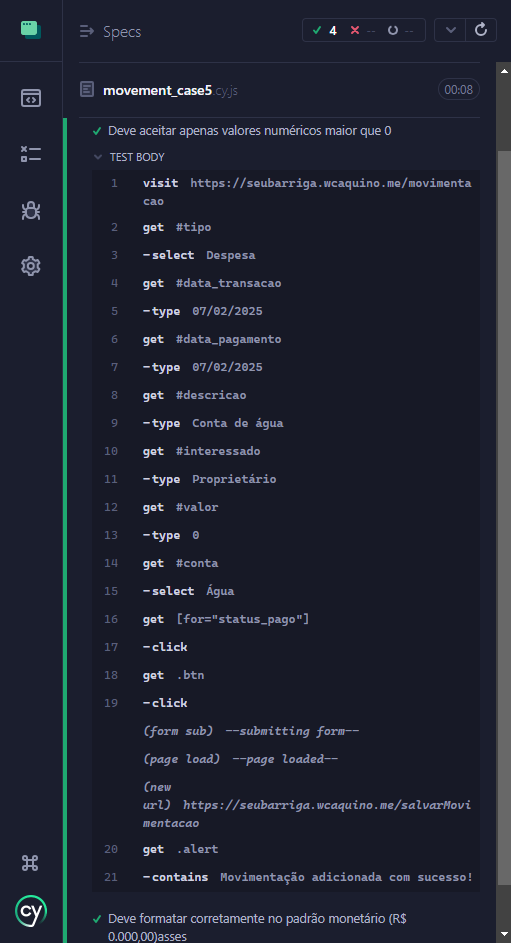 Specs
4
--
--
movement_case5.cy.js
00:08
Deve aceitar apenas valores numéricos maior que 0
TEST BODY
1 visit https://seubarriga.wcaquino.me/movimenta
cao
2 get #tipo
3 -select Despesa
4 get #data_transacao
5 -type 07/02/2025
6 get #data_pagamento
7 -type 07/02/2025
8 get #descricao
9 -type Conta de água
10 get #interessado
11 -type Proprietário
12 get #valor
13 -type 0
14 get #conta
15 -select Água
16 get [for="status_pago"]
17 -click
18 get .btn
19 -click
(form sub) --submitting form--
(page load) --page loaded--
(new
url) https://seubarriga.wcaquino.me/salvarMovi
mentacao
20 get .alert
21 -contains Movimentação adicionada com sucesso!
Deve formatar corretamente no padrão monetário (R$
0.000,00)asses
cy